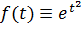 f(t) ≡ e^{t^2}